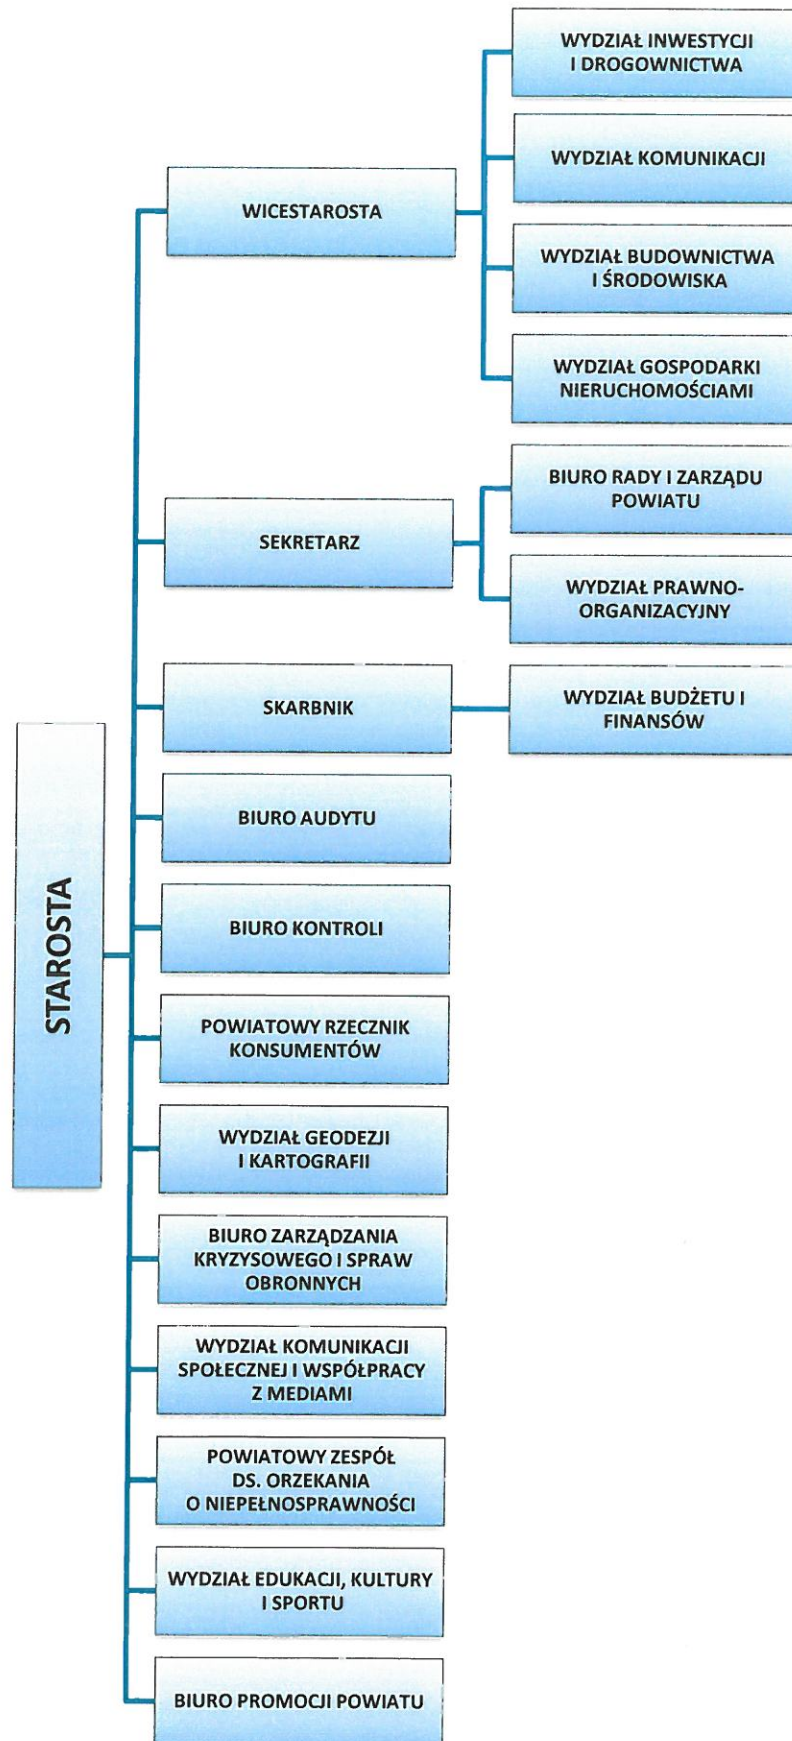 STAROSTA
WICESTAROSTA
WYDZIAŁ INWESTYCJI
I DROGOWNICTWA
WYDZIAŁ KOMUNIKACJI
WYDZIAŁ BUDOWNICTWA
I ŚRODOWISKA
WYDZIAŁ GOSPODARKI
NIERUCHOMOŚCIAMI
SEKRETARZ
BIURO RADY I ZARZĄDU
POWIATU
WYDZIAŁ PRAWNO-
ORGANIZACYJNY
SKARBNIK
WYDZIAŁ BUDŻETU I
FINANSÓW
BIURO AUDYTU
BIURO KONTROLI
POWIATOWY RZECZNIK
KONSUMENTÓW
WYDZIAŁ GEODEZJI
I KARTOGRAFII
BIURO ZARZĄDZANIA
KRYZYSOWEGO I SPRAW
OBRONNYCH
WYDZIAŁ KOMUNIKACJI
SPOŁECZNEJ I WSPÓŁPRACY
Z MEDIAMI
POWIATOWY ZESPÓŁ
DS. ORZEKANIA
O NIEPEŁNOSPRAWNOŚCI
WYDZIAŁ EDUKACJI, KULTURY
I SPORTU
BIURO PROMOCJI POWIATU